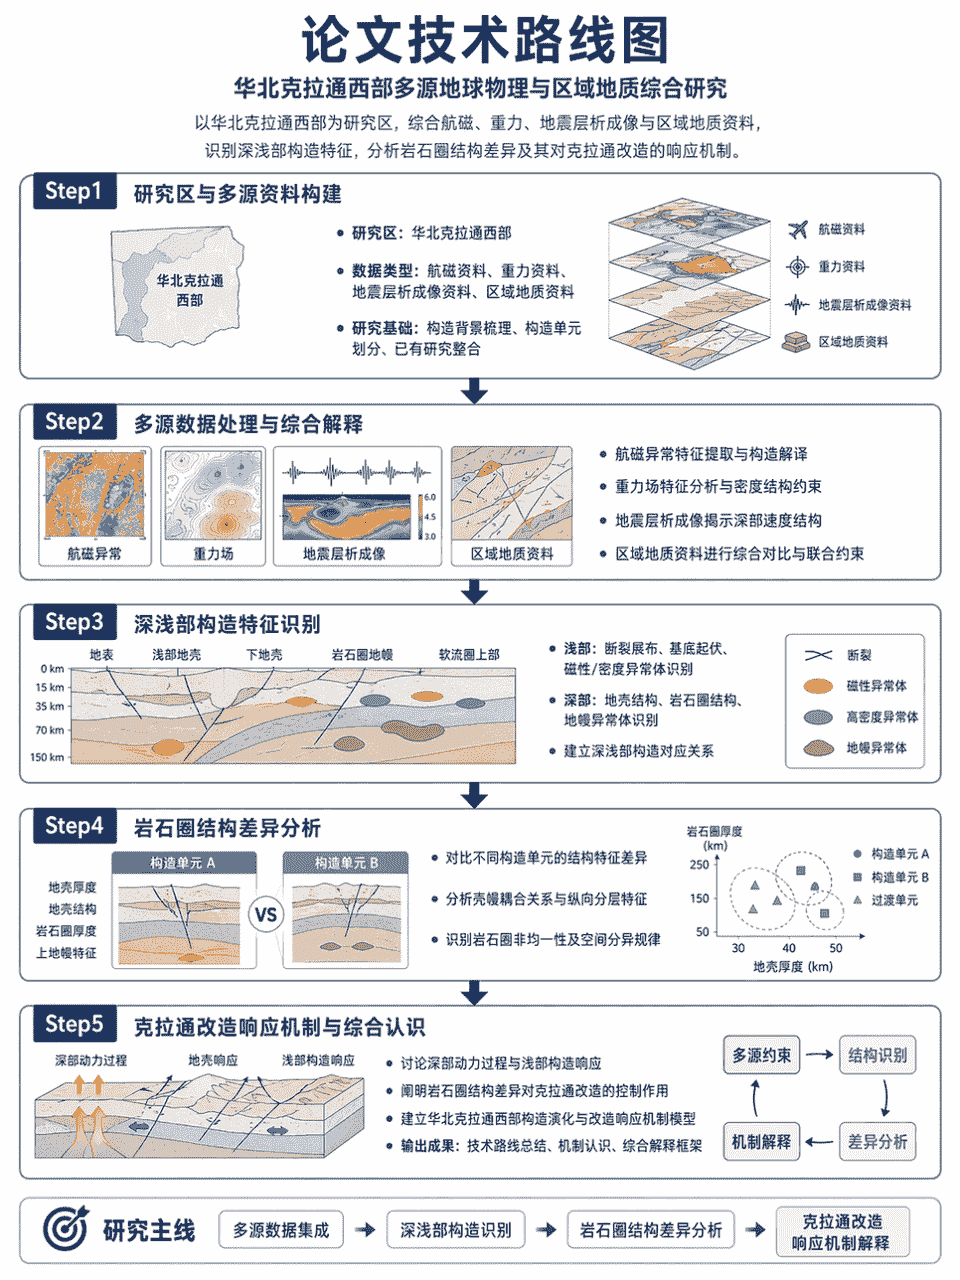 论文技术路线图
华北克拉通西部多源地球物理与区域地质综合研究
以华北克拉通西部为研究区，综合航磁、重力、地震层析成像与区域地质资料，
识别深浅部构造特征，分析岩石圈结构差异及其对克拉通改造的响应机制。
Step1 研究区与多源资料构建
华北克拉通
西部
• 研究区：华北克拉通西部
• 数据类型：航磁资料、重力资料、
地震层析成像资料、区域地质资料
• 研究基础：构造背景梳理、构造单元
划分、已有研究整合
航磁资料
重力资料
地震层析成像资料
区域地质资料
Step2 多源数据处理与综合解释
航磁异常
重力场
6.0
4.5
3.0
地震层析成像
区域地质资料
• 航磁异常特征提取与构造解译
• 重力场特征分析与密度结构约束
• 地震层析成像揭示深部速度结构
• 区域地质资料进行综合对比与联合约束
Step3 深浅部构造特征识别
地表 浅部地壳 下地壳 岩石圈地幔 软流圈上部
0 km
15 km
35 km
70 km
150 km
• 浅部：断裂展布、基底起伏、
磁性/密度异常体识别
• 深部：地壳结构、岩石圈结构、
地幔异常体识别
• 建立深浅部构造对应关系
断裂
磁性异常体
高密度异常体
地幔异常体
Step4 岩石圈结构差异分析
构造单元 A
VS
构造单元 B
地壳厚度
地壳结构
岩石圈厚度
上地幔特征
• 对比不同构造单元的结构特征差异
• 分析壳幔耦合关系与纵向分层特征
• 识别岩石圈非均一性及空间分异规律
岩石圈厚度
(km)
250
150
50
30 40 50
地壳厚度 (km)
构造单元 A
构造单元 B
过渡单元
Step5 克拉通改造响应机制与综合认识
深部动力过程 地壳响应 浅部构造响应
• 讨论深部动力过程与浅部构造响应
• 阐明岩石圈结构差异对克拉通改造的控制作用
• 建立华北克拉通西部构造演化与改造响应机制模型
• 输出成果：技术路线总结、机制认识、综合解释框架
多源约束
结构识别
机制解释
差异分析
研究主线
多源数据集成
深浅部构造识别
岩石圈结构差异分析
克拉通改造
响应机制解释